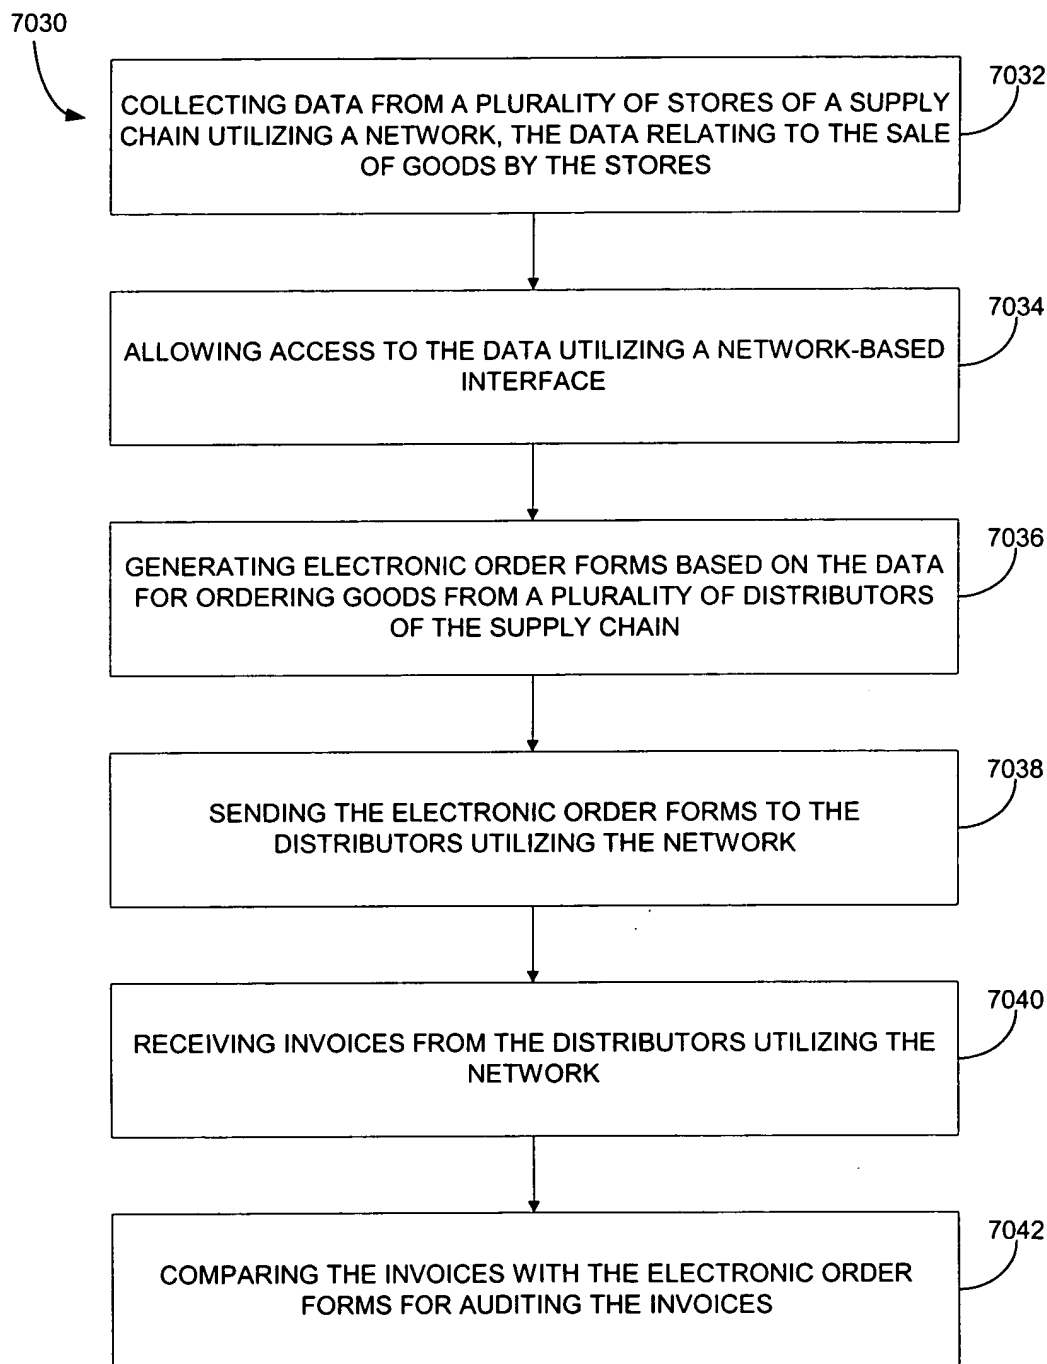 7030
7032
COLLECTING DATA FROM A PLURALITY OF STORES OF A SUPPLY
CHAIN UTILIZING A NETWORK, THE DATA RELATING TO THE SALE
OF GOODS BY THE STORES
7034
ALLOWING ACCESS TO THE DATA UTILIZING A NETWORK-BASED
INTERFACE
7036
GENERATING ELECTRONIC ORDER FORMS BASED ON THE DATA
FOR ORDERING GOODS FROM A PLURALITY OF DISTRIBUTORS
OF THE SUPPLY CHAIN
7038
SENDING THE ELECTRONIC ORDER FORMS TO THE
DISTRIBUTORS UTILIZING THE NETWORK
7040
RECEIVING INVOICES FROM THE DISTRIBUTORS UTILIZING THE
NETWORK
7042
COMPARING THE INVOICES WITH THE ELECTRONIC ORDER
FORMS FOR AUDITING THE INVOICES